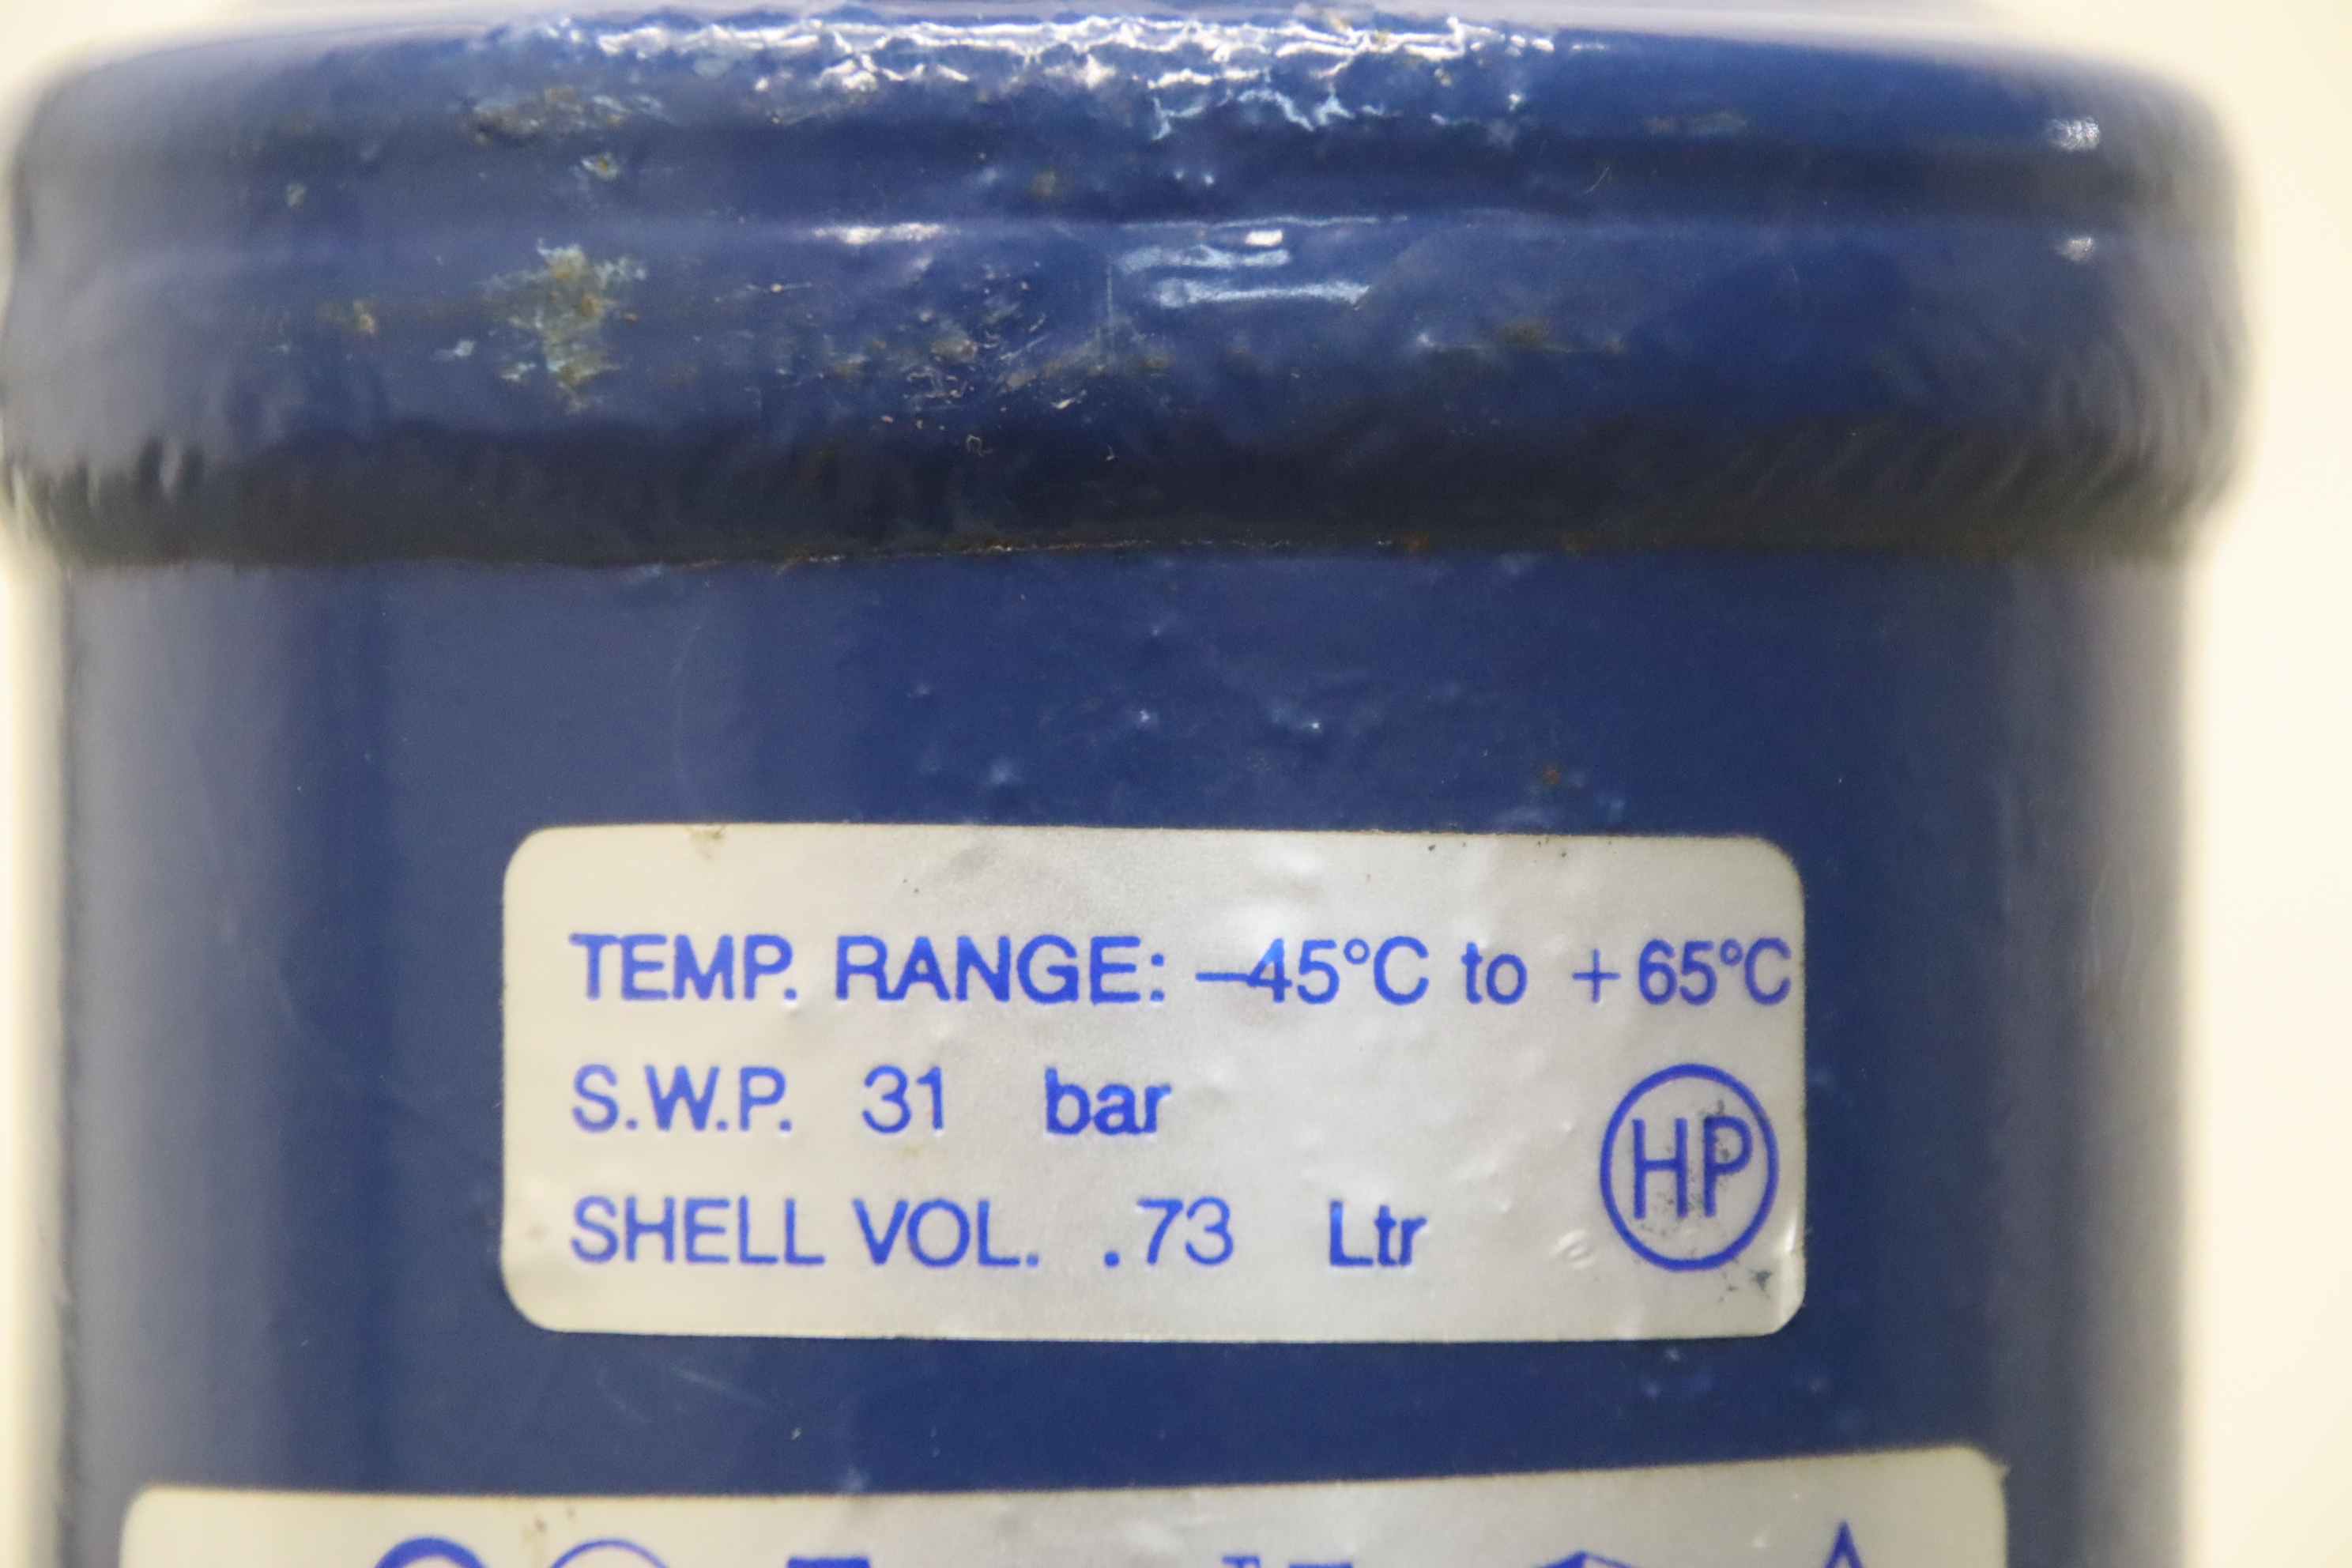 TEMP. RANGE: –45°C to +65°C
S.W.P. 31 bar
SHELL VOL. .73 Ltr
HP